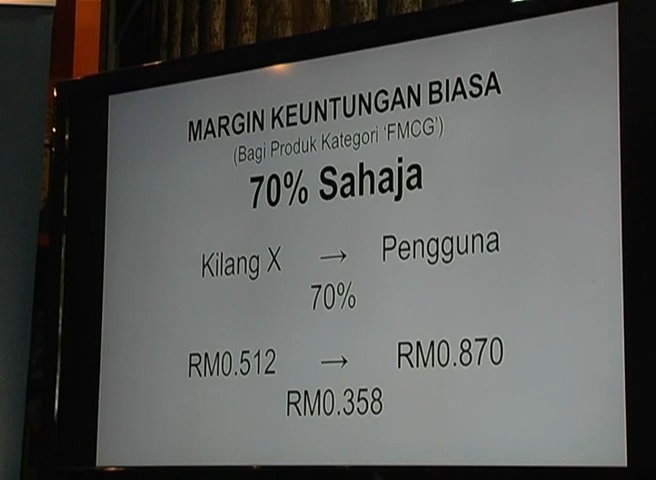 MARGIN KEUNTUNGAN BIASA
(Bagi Produk Kategori 'FMCG')
70% Sahaja
Kilang X → Pengguna
70%
RM0.512 → RM0.870
RM0.358